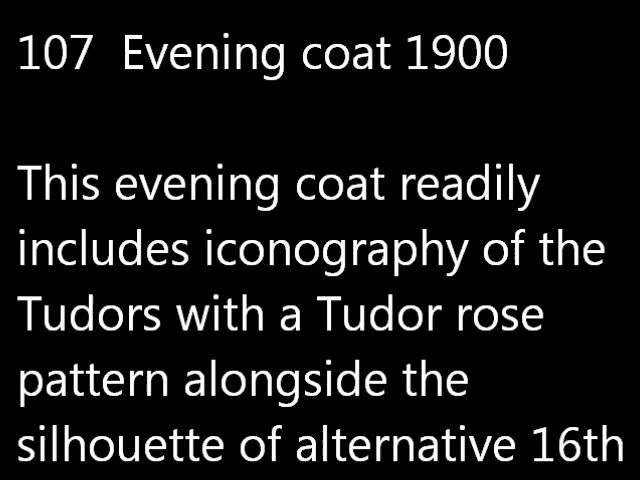 107  Evening coat 1900
This evening coat readily
includes iconography of the
Tudors with a Tudor rose
pattern alongside the
silhouette of alternative 16th